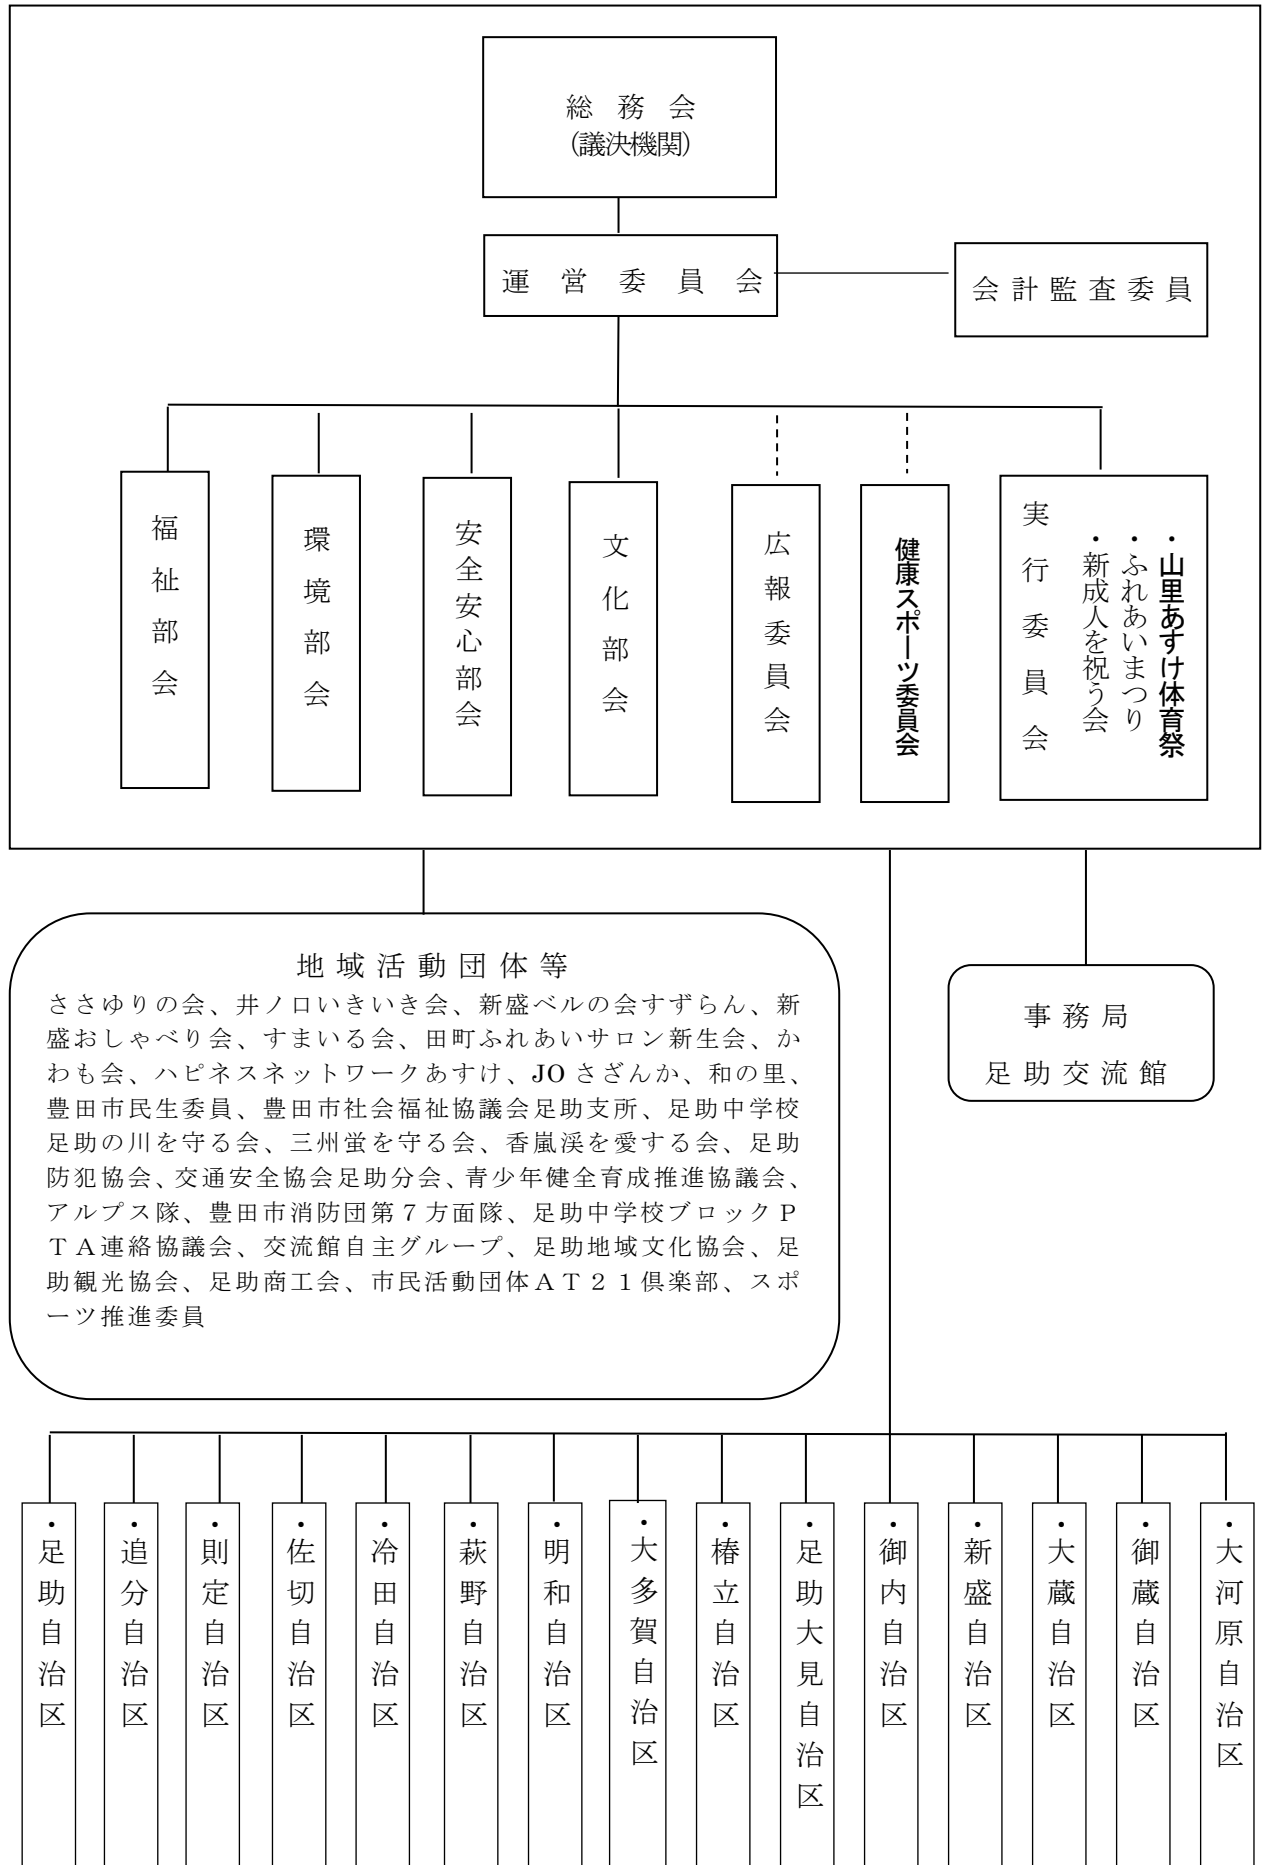 総務会
(議決機関)
運営委員会
会計監査委員
福祉部会
環境部会
安全安心部会
文化部会
広報委員会
健康スポーツ委員会
実行委員会
・山里あすけ体育祭
・ふれあいまつり
・新成人を祝う会
地域活動団体等
ささゆりの会、井ノ口いきいき会、新盛ベルの会すずらん、新
盛おしゃべり会、すまいる会、田町ふれあいサロン新生会、か
わも会、ハピネスネットワークあすけ、JOさざんか、和の里、
豊田市民生委員、豊田市社会福祉協議会足助支所、足助中学校
足助の川を守る会、三州蛍を守る会、香嵐渓を愛する会、足助
防犯協会、交通安全協会足助分会、青少年健全育成推進協議会、
アルプス隊、豊田市消防団第7方面隊、足助中学校ブロックP
TA連絡協議会、交流館自主グループ、足助地域文化協会、足
助観光協会、足助商工会、市民活動団体AT21倶楽部、スポ
ーツ推進委員
事務局
足助交流館
・足助自治区
・追分自治区
・則定自治区
・佐切自治区
・冷田自治区
・萩野自治区
・明和自治区
・大多賀自治区
・椿立自治区
・足助大見自治区
・御内自治区
・新盛自治区
・大蔵自治区
・御蔵自治区
・大河原自治区